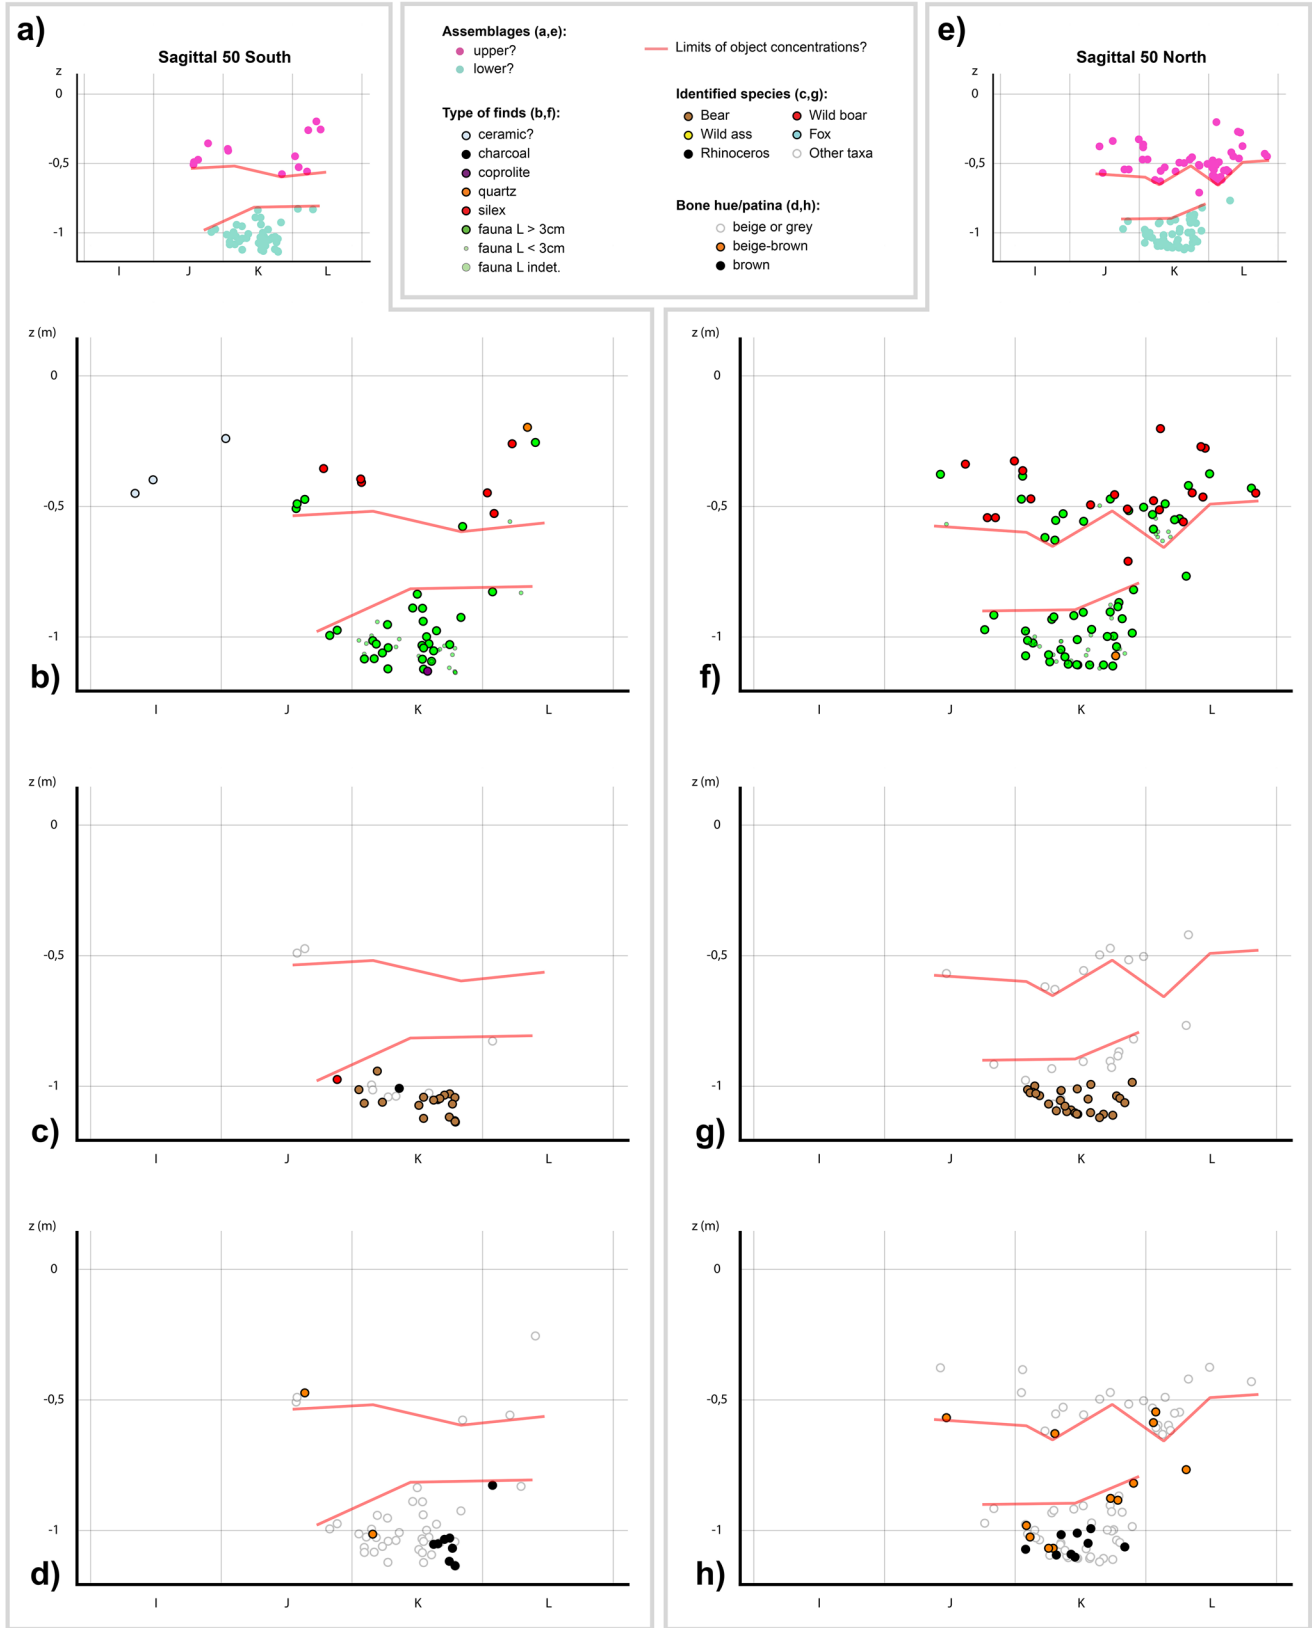 a)
Sagittal 50 South
z
0
-0,5
-1
I J K L
Assemblages (a,e):
upper?
lower?
Limits of object concentrations?
Type of finds (b,f):
ceramic?
charcoal
coprolite
quartz
silex
fauna L > 3cm
fauna L < 3cm
fauna L indet.
Identified species (c,g):
Bear Wild boar
Wild ass Fox
Rhinoceros Other taxa
Bone hue/patina (d,h):
beige or grey
beige-brown
brown
e)
Sagittal 50 North
z
0
-0,5
-1
I J K L
z (m)
0
-0,5
-1
b)
I J K L
z (m)
0
-0,5
-1
f)
I J K L
z (m)
0
-0,5
-1
c)
I J K L
z (m)
0
-0,5
-1
g)
I J K L
z (m)
0
-0,5
-1
d)
I J K L
z (m)
0
-0,5
-1
h)
I J K L